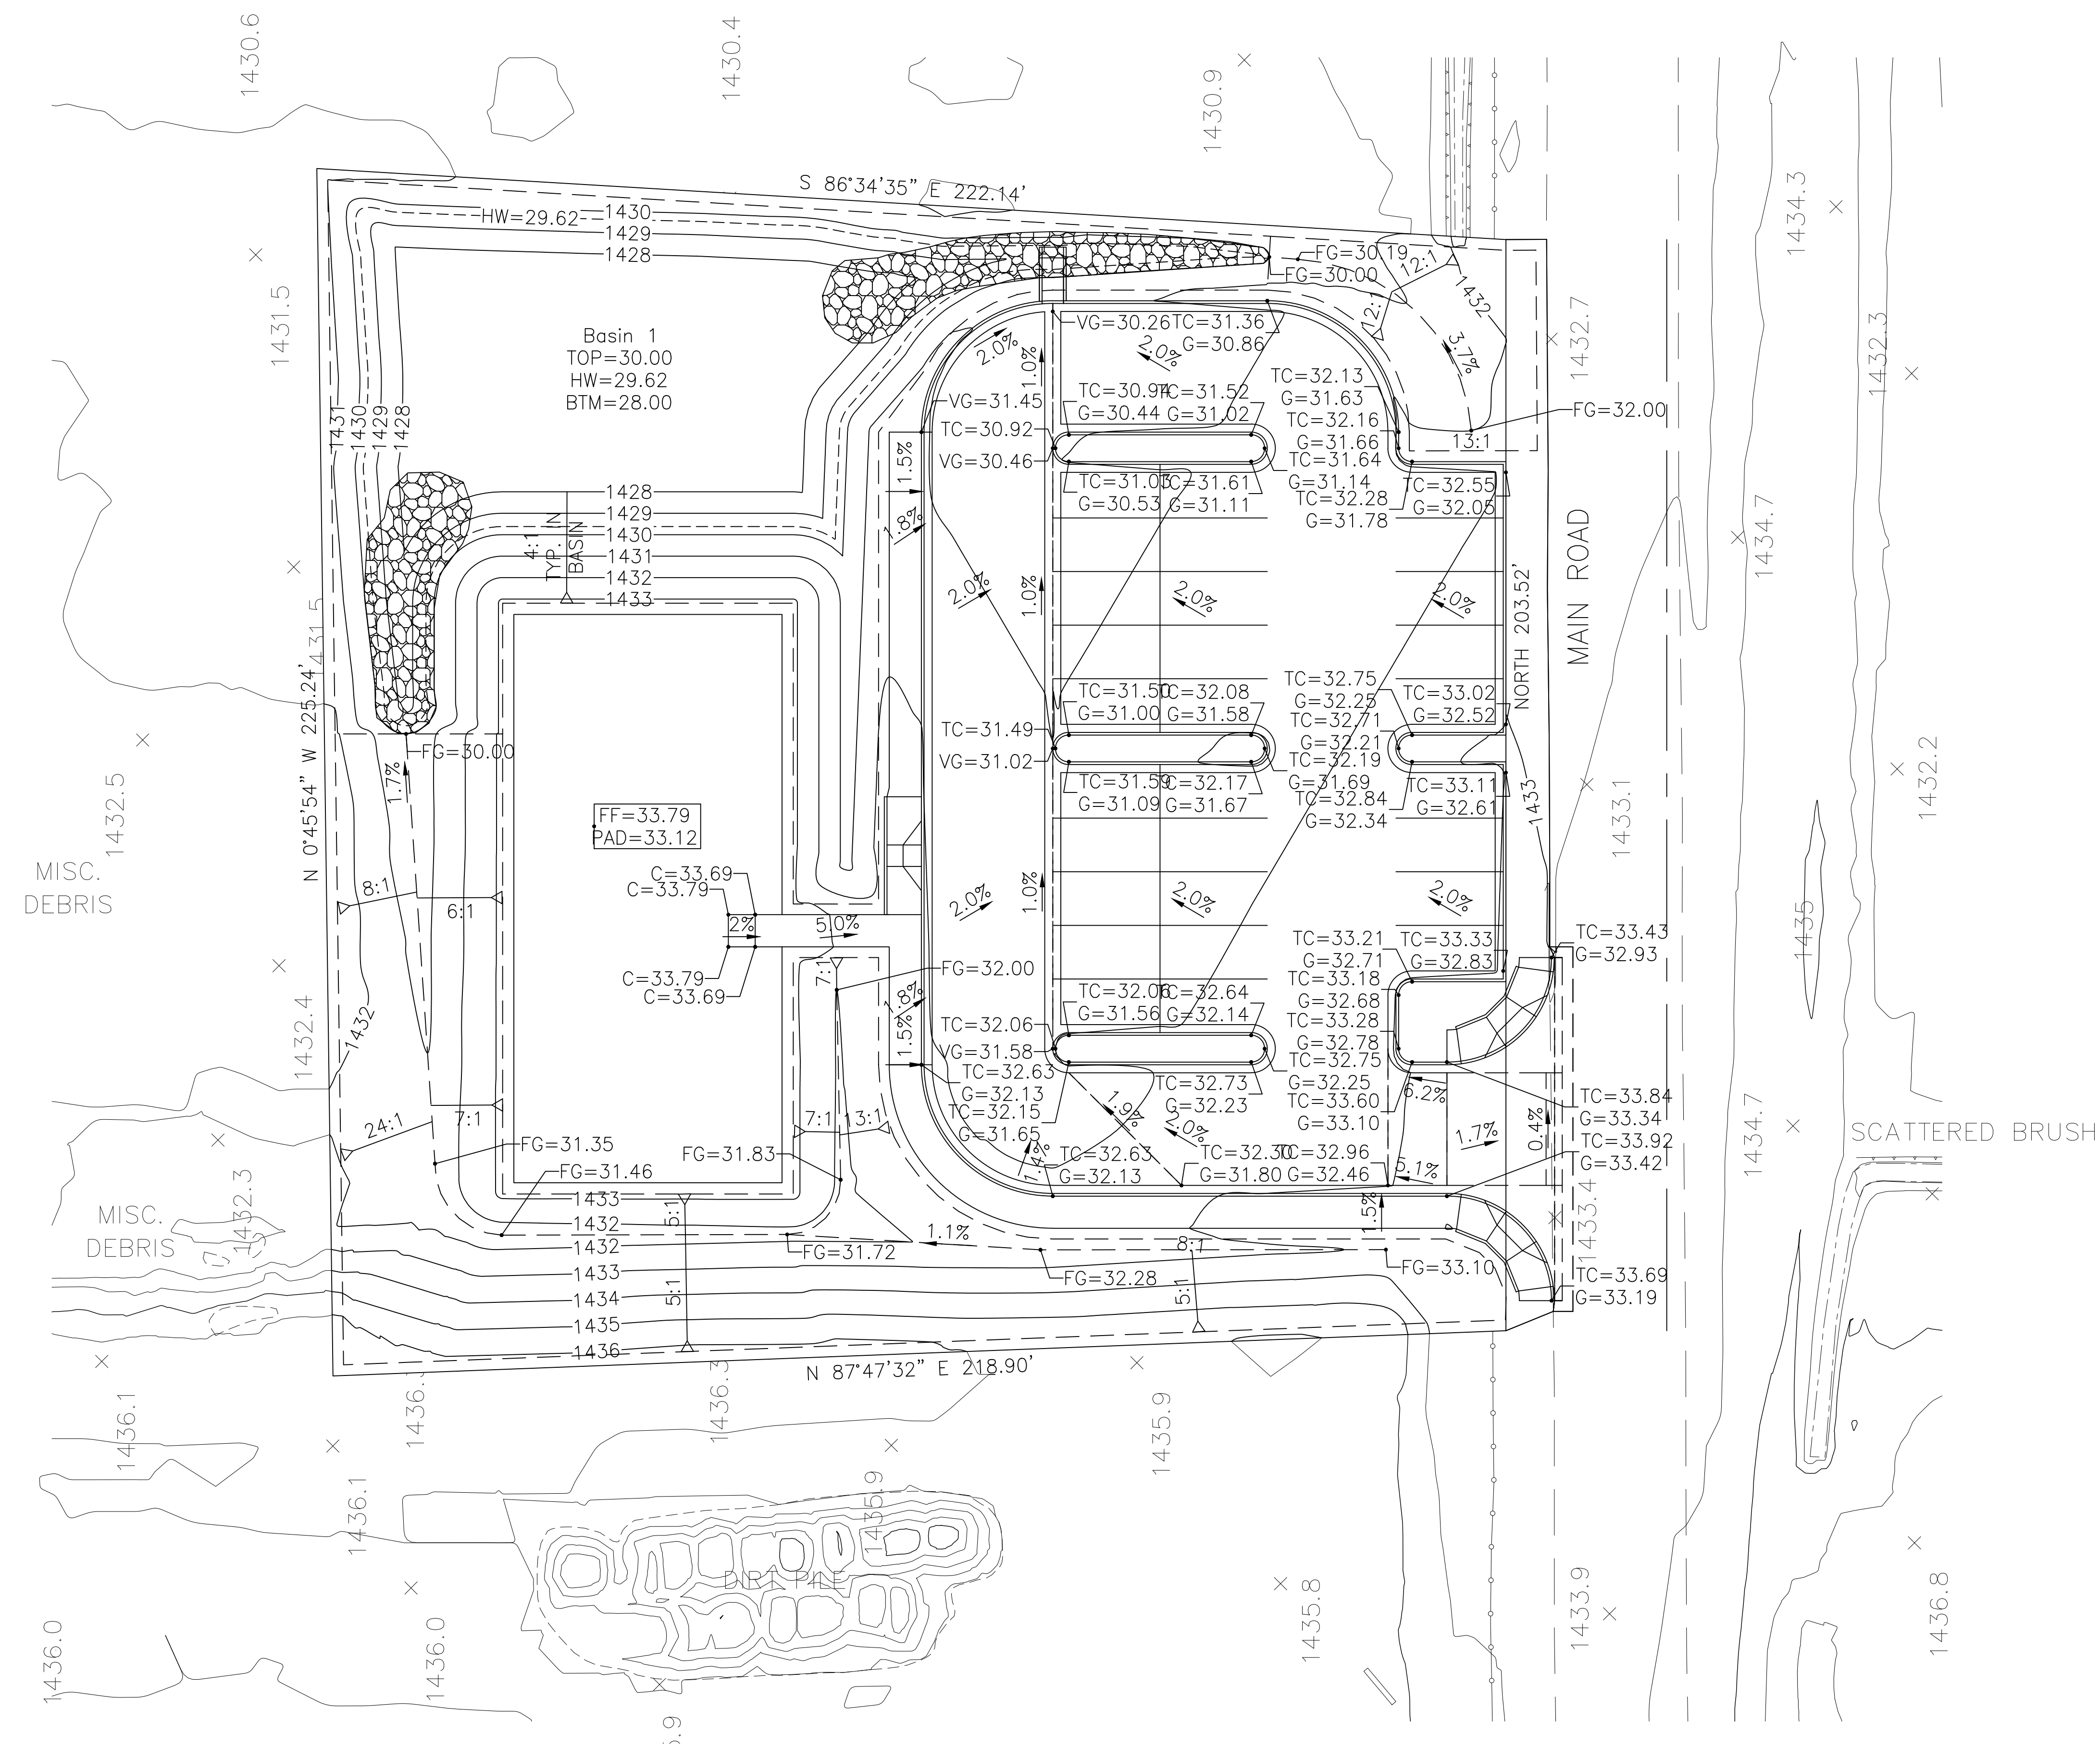 1430.6
1430.4
1430.9
1434.3
S 86°34'35" E 222.14'
HW=29.62
1430
1429
1428
FG=30.19
12:1
FG=30.00
1432
12:1
3.7%
1431.5
1432.7
1432.3
Basin 1
TOP=30.00
HW=29.62
BTM=28.00
2.0%
1.0%
VG=30.26
TC=31.36
G=30.86
2.0%
1431
1430
1429
1428
VG=31.45
TC=30.94
G=30.44
TC=31.52
G=31.02
TC=32.13
G=31.63
TC=32.16
G=31.66
FG=32.00
13:1
TC=30.92
VG=30.46
1.5%
TC=31.03
G=30.53
TC=31.61
G=31.11
TC=31.64
G=31.14
TC=32.28
G=31.78
TC=32.55
G=32.05
1428
1429
1430
1431
1432
1433
4:1
TYP. IN
BASIN
1.8%
2.0%
1.0%
2.0%
2.0%
NORTH 203.52'
MAIN ROAD
1434.7
1431.5
N 0°45'54" W 225.24'
TC=31.50
G=31.00
TC=32.08
G=31.58
TC=32.75
G=32.25
TC=33.02
G=32.52
TC=31.49
VG=31.02
TC=32.71
G=32.21
TC=32.19
G=31.69
TC=31.59
G=31.09
TC=32.17
G=31.67
TC=32.84
G=32.34
TC=33.11
G=32.61
1433
1433.1
1432.2
FG=30.00
1.7%
1432.5
FF=33.79
PAD=33.12
MISC.
DEBRIS
C=33.69
C=33.79
8:1
6:1
2%
5.0%
2.0%
1.0%
2.0%
2.0%
1435
C=33.79
C=33.69
7:1
FG=32.00
TC=33.21
G=32.71
TC=33.33
G=32.83
TC=33.43
G=32.93
1432.4
1432
1.8%
1.5%
TC=32.06
G=31.56
TC=32.64
G=32.14
TC=33.18
G=32.68
TC=33.28
G=32.78
TC=32.06
VG=31.58
TC=32.63
G=32.13
TC=32.15
G=31.65
TC=32.73
G=32.23
TC=32.75
G=32.25
TC=33.60
G=33.10
6.2%
TC=33.84
G=33.34
TC=33.92
G=33.42
24:1
7:1
7:1
13:1
1.9%
2.0%
1.7%
0.4%
1434.7
SCATTERED BRUSH
FG=31.35
FG=31.46
FG=31.83
1.4%
TC=32.63
G=32.13
TC=32.30
G=31.80
TC=32.96
G=32.46
5.1%
1432.3
MISC.
DEBRIS
1433
1432
1432
1433
1434
1435
1436
5:1
5:1
FG=31.72
1.1%
FG=32.28
8:1
5:1
1.5%
FG=33.10
1433.4
TC=33.69
G=33.19
N 87°47'32" E 218.90'
1436.1
1436.3
1435.9
1436.1
1435.9
DIRT PILE
1436.0
1436.0
1435.8
1433.9
1436.8